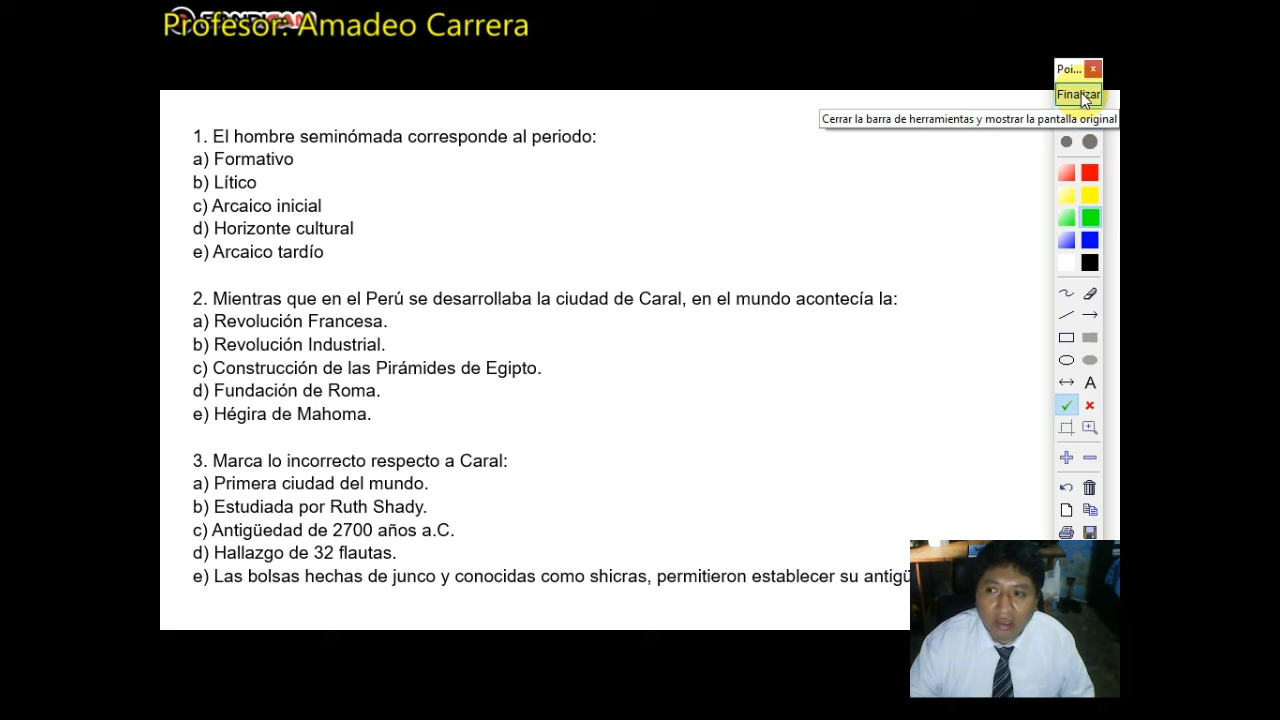 Profesor: Amadeo Carrera
Poi...
Finalizar
Cerrar la barra de herramientas y mostrar la pantalla original
1. El hombre seminómada corresponde al periodo:
a) Formativo
b) Lítico
c) Arcaico inicial
d) Horizonte cultural
e) Arcaico tardío
2. Mientras que en el Perú se desarrollaba la ciudad de Caral, en el mundo acontecía la:
a) Revolución Francesa.
b) Revolución Industrial.
c) Construcción de las Pirámides de Egipto.
d) Fundación de Roma.
e) Hégira de Mahoma.
3. Marca lo incorrecto respecto a Caral:
a) Primera ciudad del mundo.
b) Estudiada por Ruth Shady.
c) Antigüedad de 2700 años a.C.
d) Hallazgo de 32 flautas.
e) Las bolsas hechas de junco y conocidas como shicras, permitieron establecer su